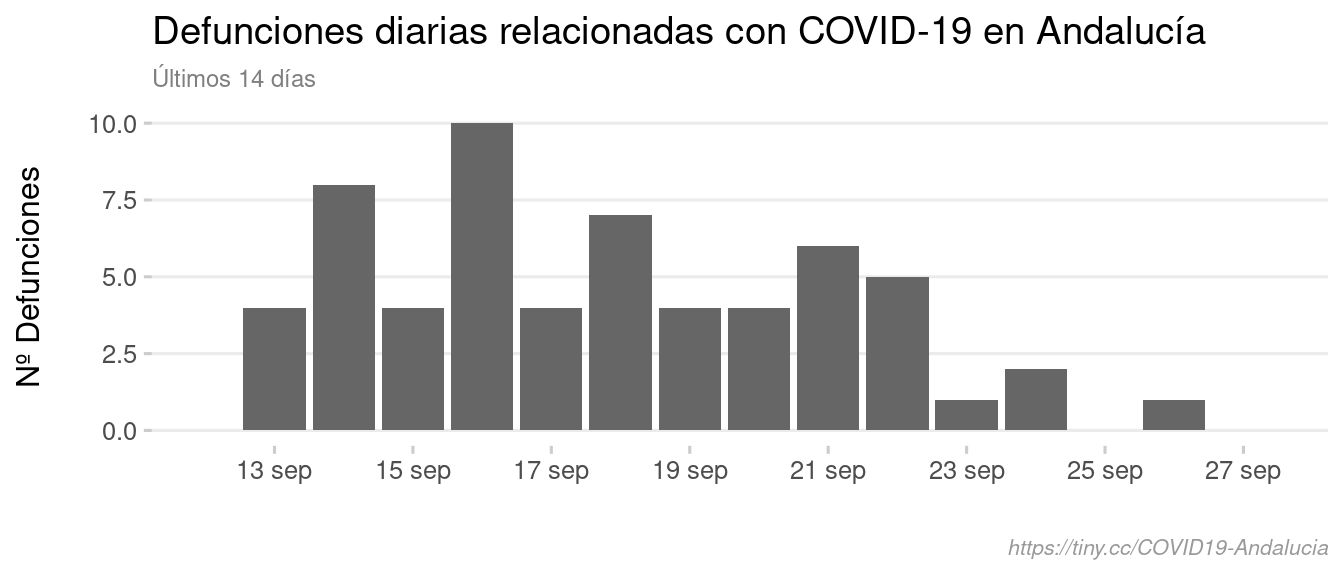 Defunciones diarias relacionadas con COVID-19 en Andalucía
Últimos 14 días
Nº Defunciones
10.0
7.5
5.0
2.5
0.0
13 sep 15 sep 17 sep 19 sep 21 sep 23 sep 25 sep 27 sep
https://tiny.cc/COVID19-Andalucia